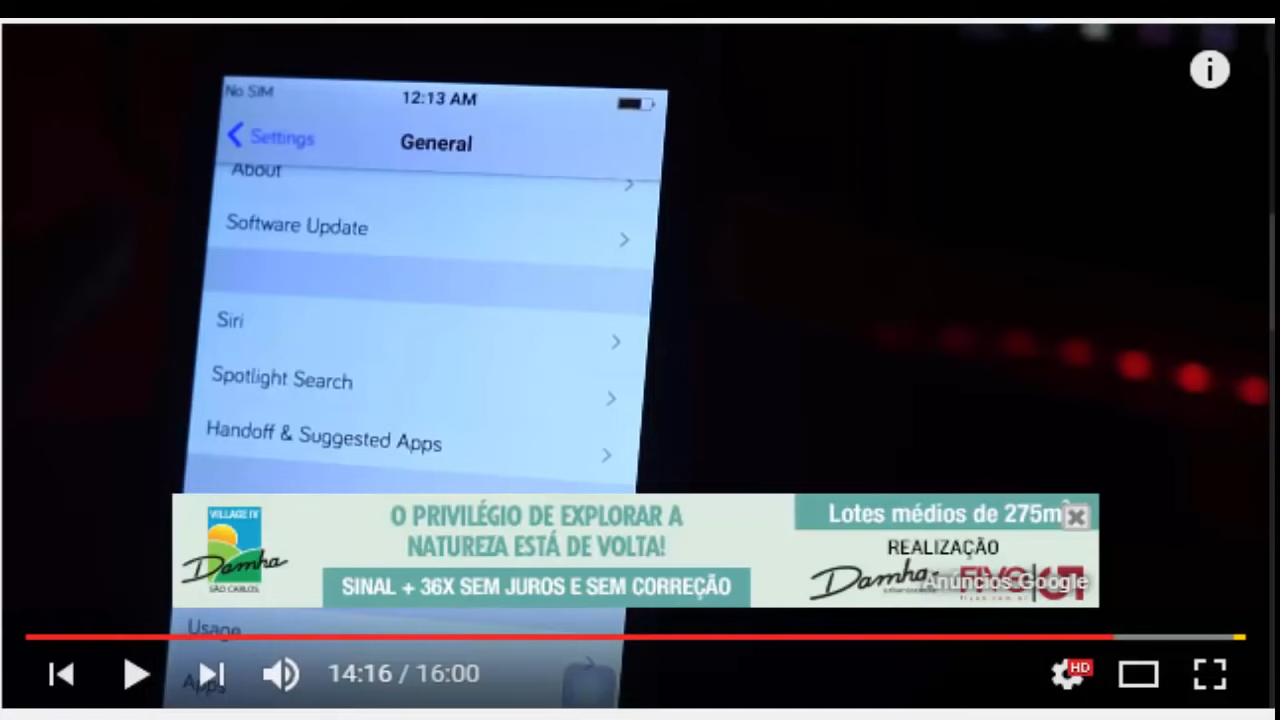 No SIM
12:13 AM
Settings
General
About
Software Update
Siri
Spotlight Search
Handoff & Suggested Apps
VILLAGE IV
Damha
SÃO CARLOS
O PRIVILÉGIO DE EXPLORAR A
NATUREZA ESTÁ DE VOLTA!
SINAL + 36X SEM JUROS E SEM CORREÇÃO
Lotes médios de 275m
REALIZAÇÃO
Damha
Anúncios Google
Usage
Apps
14:16 / 16:00
HD